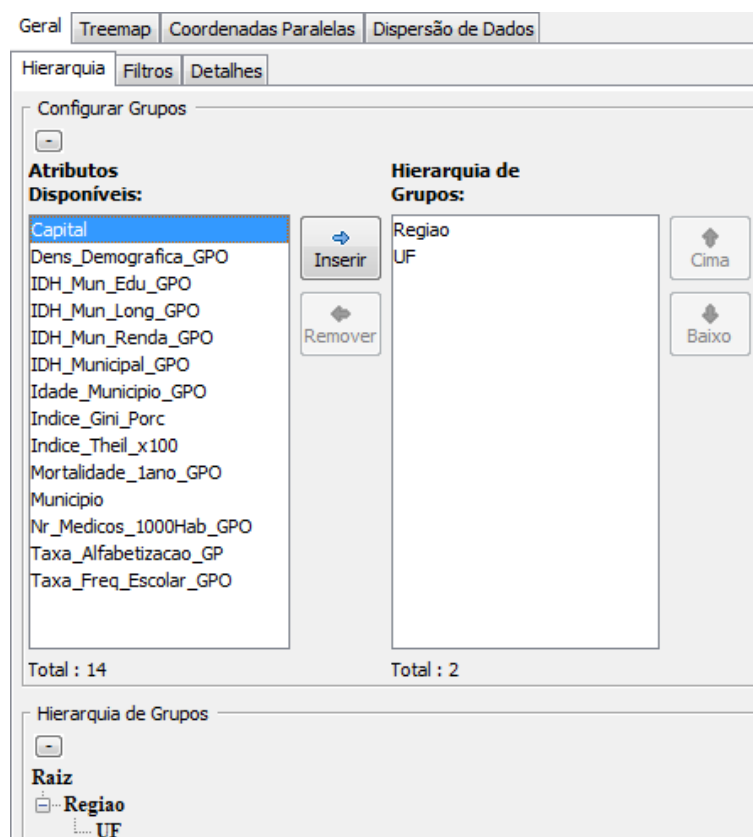 Geral Treemap Coordenadas Paralelas Dispersão de Dados
Hierarquia Filtros Detalhes
Configurar Grupos
-
Atributos
Disponíveis:
Capital
Dens_Demografica_GPO
IDH_Mun_Edu_GPO
IDH_Mun_Long_GPO
IDH_Mun_Renda_GPO
IDH_Municipal_GPO
Idade_Municipio_GPO
Indice_Gini_Porc
Indice_Theil_x100
Mortalidade_1ano_GPO
Municipio
Nr_Medicos_1000Hab_GPO
Taxa_Alfabetizacao_GP
Taxa_Freq_Escolar_GPO
Total : 14
Inserir
Remover
Hierarquia de
Grupos:
Regiao
UF
Total : 2
Cima
Baixo
Hierarquia de Grupos
-
Raiz
Regiao
UF